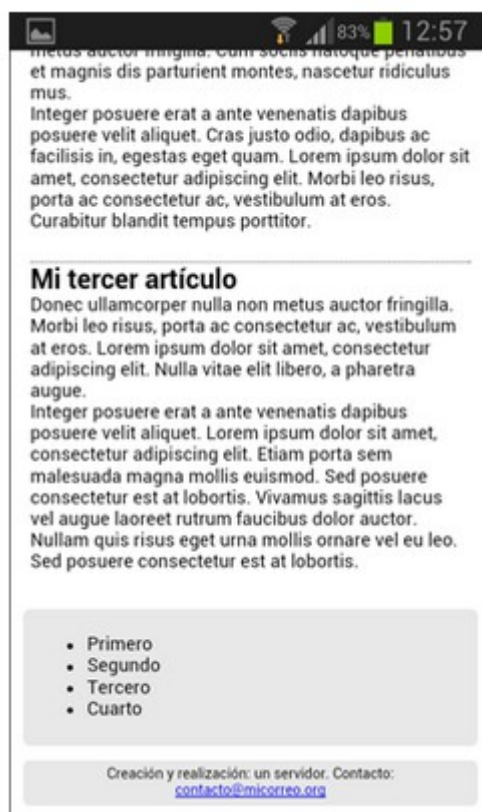 83% 12:57
metus auctor fringilla. Cum sociis natoque penatibus
et magnis dis parturient montes, nascetur ridiculus
mus.
Integer posuere erat a ante venenatis dapibus
posuere velit aliquet. Cras justo odio, dapibus ac
facilisis in, egestas eget quam. Lorem ipsum dolor sit
amet, consectetur adipiscing elit. Morbi leo risus,
porta ac consectetur ac, vestibulum at eros.
Curabitur blandit tempus porttitor.
Mi tercer artículo
Donec ullamcorper nulla non metus auctor fringilla.
Morbi leo risus, porta ac consectetur ac, vestibulum
at eros. Lorem ipsum dolor sit amet, consectetur
adipiscing elit. Nulla vitae elit libero, a pharetra
augue.
Integer posuere erat a ante venenatis dapibus
posuere velit aliquet. Lorem ipsum dolor sit amet,
consectetur adipiscing elit. Etiam porta sem
malesuada magna mollis euismod. Sed posuere
consectetur est at lobortis. Vivamus sagittis lacus
vel augue laoreet rutrum faucibus dolor auctor.
Nullam quis risus eget urna mollis ornare vel eu leo.
Sed posuere consectetur est at lobortis.
• Primero
• Segundo
• Tercero
• Cuarto
Creación y realización: un servidor. Contacto:
contacto@micorreo.org